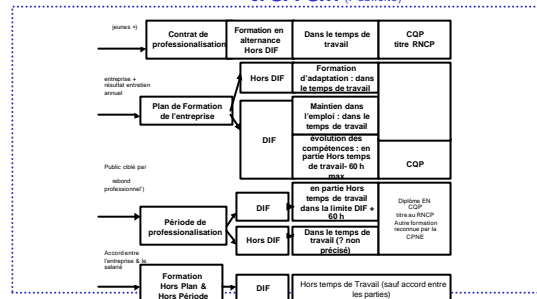 (Publiciris)
jeunes +)
Contrat de
professionalisation
Formation en
alternance
Hors DIF
Dans le temps de
travail
CQP
titre RNCP
entreprise +
résultat entretien
annuel
Plan de Formation
de l'entreprise
Hors DIF
Formation
d'adaptation : dans
le temps de travail
DIF
Maintien dans
l'emploi : dans le
temps de travail
évolution des
compétences : en
partie Hors temps
de travail- 60 h
max
CQP
Public ciblé par
rebond
professionnel')
Période de
professionalisation
DIF
en partie Hors
temps de travail
dans la limite DIF +
60 h
Hors DIF
Dans le temps de
travail (? non
précisé)
Diplôme EN
CQP
titre au RNCP
Autre formation
reconnue par la
CPNE
Accord entre
l'entreprise & le
salarié
Formation
Hors Plan &
Hors Période
DIF
Hors temps de Travail (sauf accord entre
les parties)